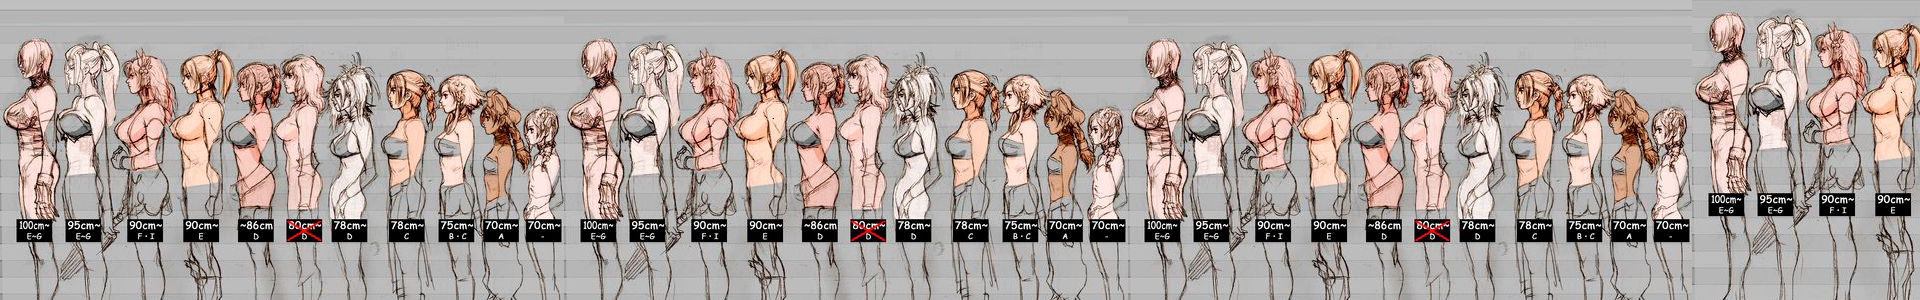 100cm~
E~G
95cm~
E~G
90cm~
F・I
90cm~
E
~86cm
D
80cm~
D
78cm~
D
78cm~
C
75cm~
B・C
70cm~
A
70cm~
-
100cm~
E~G
95cm~
E~G
90cm~
F・I
90cm~
E
~86cm
D
80cm~
D
78cm~
D
78cm~
C
75cm~
B・C
70cm~
A
70cm~
-
100cm~
E~G
95cm~
E~G
90cm~
F・I
90cm~
E
~86cm
D
80cm~
D
78cm~
D
78cm~
C
75cm~
B・C
70cm~
A
70cm~
-
100cm~
E~G
95cm~
E~G
90cm~
F・I
90cm~
E